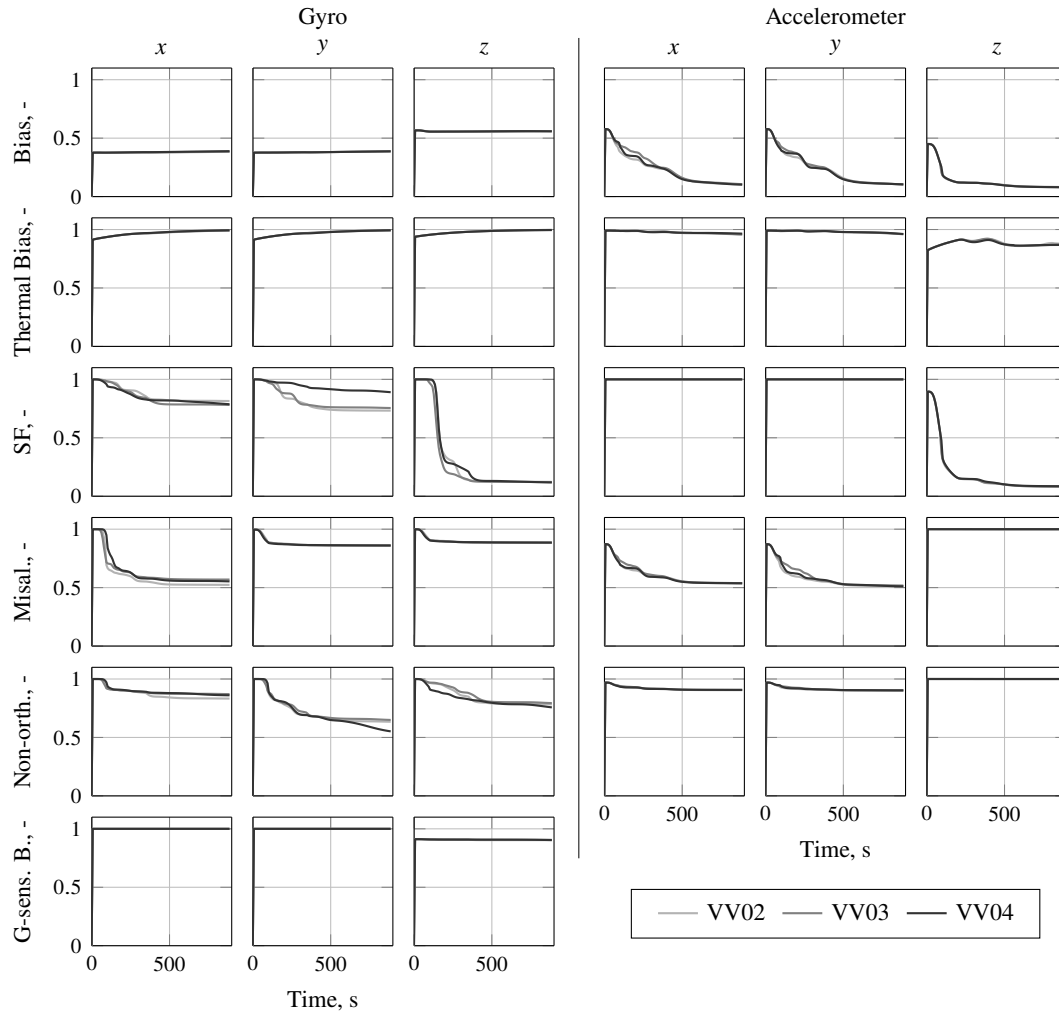 Gyro Accelerometer
x y z x y z
Bias, -
1
0.5
0
Thermal Bias, -
1
0.5
SF, -
1
0.5
0
Misal., -
1
0.5
0
Non-orth., -
1
0.5
0 500 0 500 0 500
Time, s
G-sens. B., -
1
0.5
0
0 500 0 500 0 500
Time, s
VV02 VV03 VV04